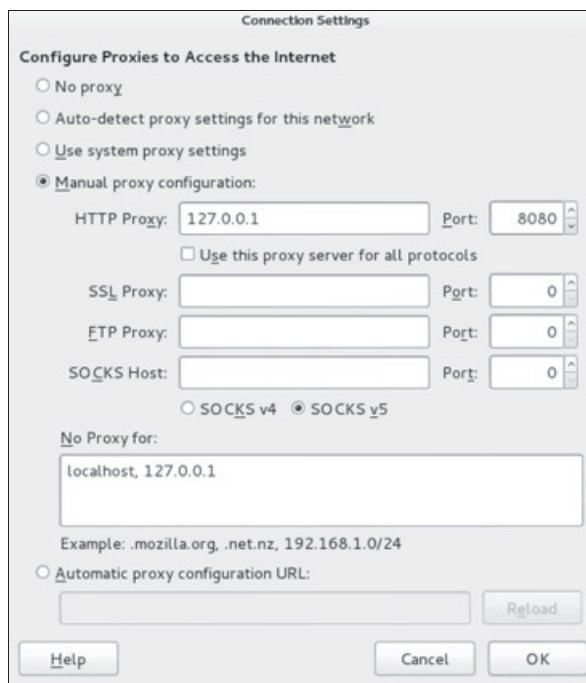 Connection Settings
Configure Proxies to Access the Internet
No proxy
Auto-detect proxy settings for this network
Use system proxy settings
Manual proxy configuration:
HTTP Proxy: 127.0.0.1 Port: 8080
Use this proxy server for all protocols
SSL Proxy: Port: 0
FTP Proxy: Port: 0
SOCKS Host: Port: 0
SOCKS v4 SOCKS v5
No Proxy for:
localhost, 127.0.0.1
Example: .mozilla.org, .net.nz, 192.168.1.0/24
Automatic proxy configuration URL:
Reload
Help Cancel OK